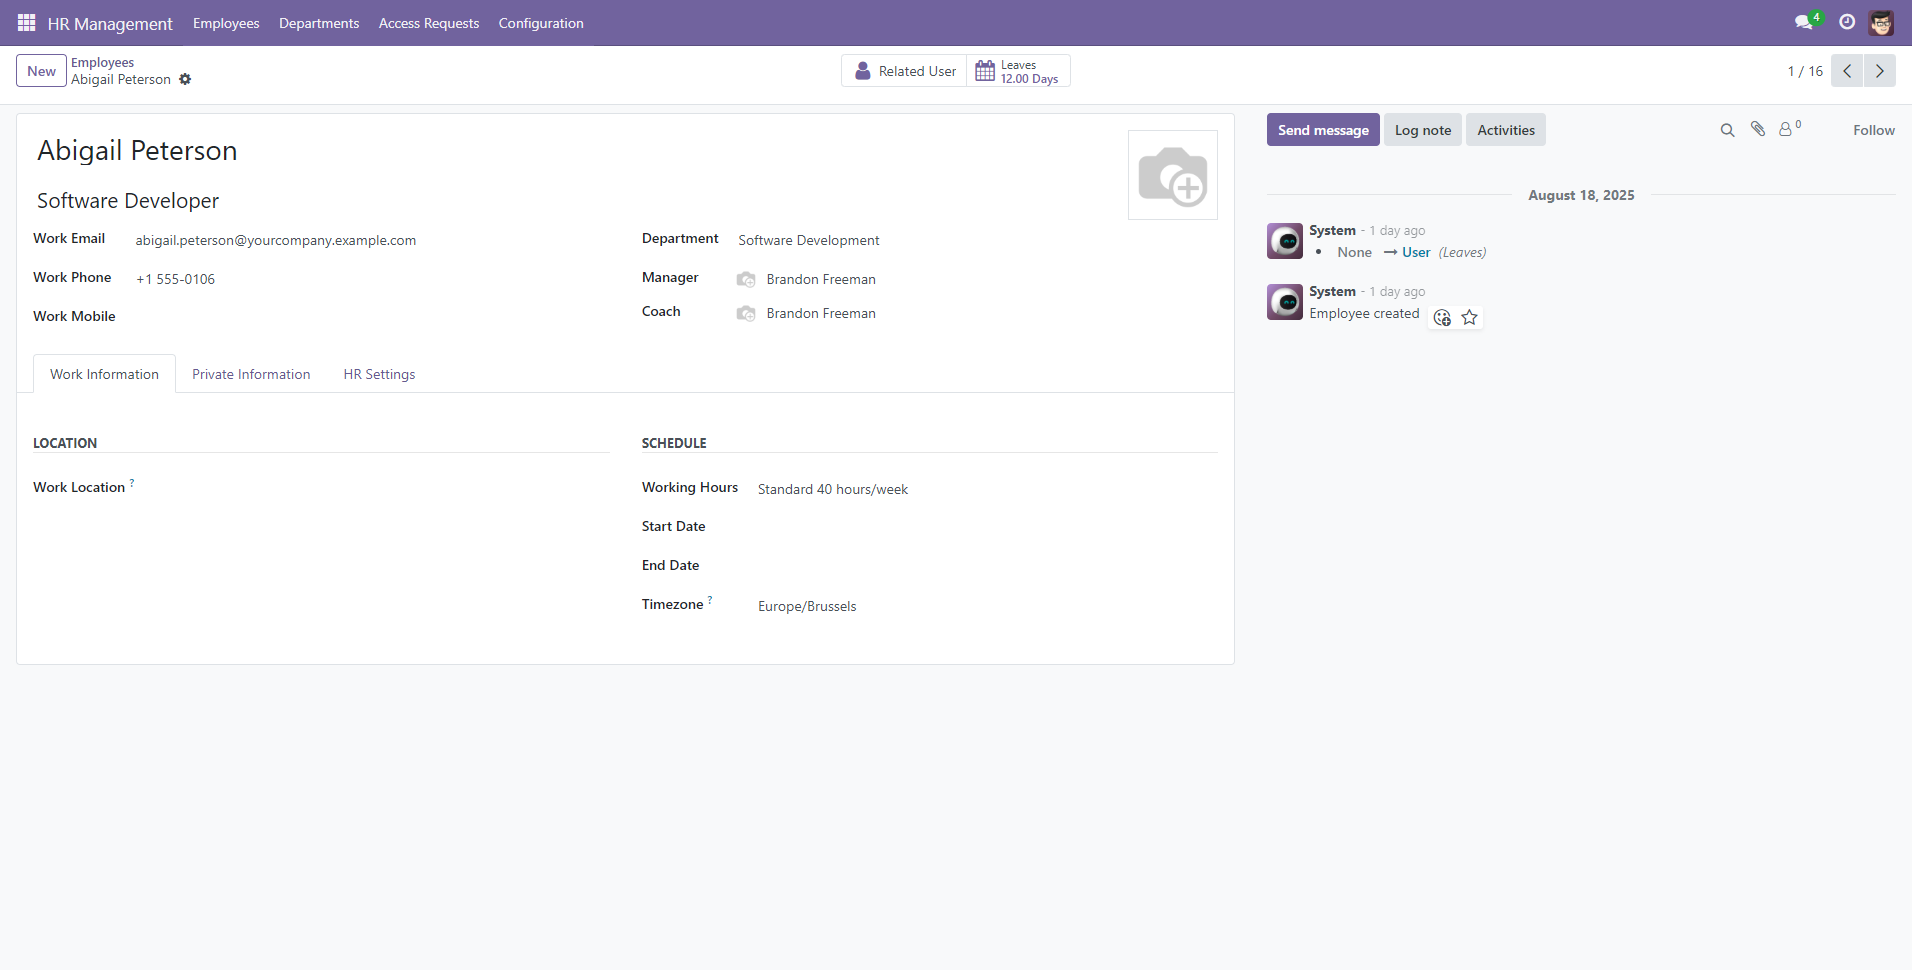 HR Management Employees Departments Access Requests Configuration 4
New Employees Related User Leaves 1 / 16
Abigail Peterson 12.00 Days
Abigail Peterson
Software Developer
Work Email abigail.peterson@yourcompany.example.com Department Software Development
Work Phone +1 555-0106 Manager Brandon Freeman
Work Mobile Coach Brandon Freeman
Work Information Private Information HR Settings
LOCATION SCHEDULE
Work Location ? Working Hours Standard 40 hours/week
Start Date
End Date
Timezone ? Europe/Brussels
Send message Log note Activities 0 Follow
August 18, 2025
System - 1 day ago
• None → User (Leaves)
System - 1 day ago
Employee created